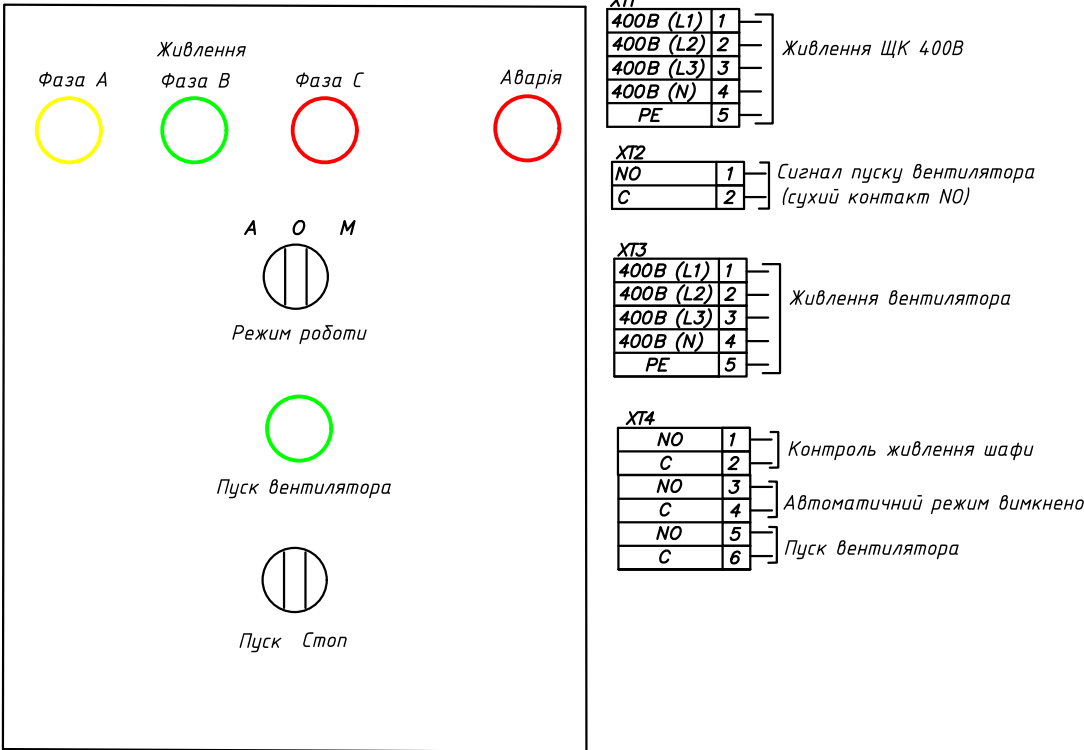 Живлення
Фаза А
Фаза В
Фаза С
Аварія
А О М
Режим роботи
Пуск вентилятора
Пуск Стоп
XT1
400В (L1) 1
400В (L2) 2
400В (L3) 3
400В (N) 4
PE 5
Живлення ЩК 400В
XT2
NO 1
C 2
Сигнал пуску вентилятора
(сухий контакт NO)
XT3
400В (L1) 1
400В (L2) 2
400В (L3) 3
400В (N) 4
PE 5
Живлення вентилятора
XT4
NO 1
C 2
NO 3
C 4
NO 5
C 6
Контроль живлення шафи
Автоматичний режим вимкнено
Пуск вентилятора